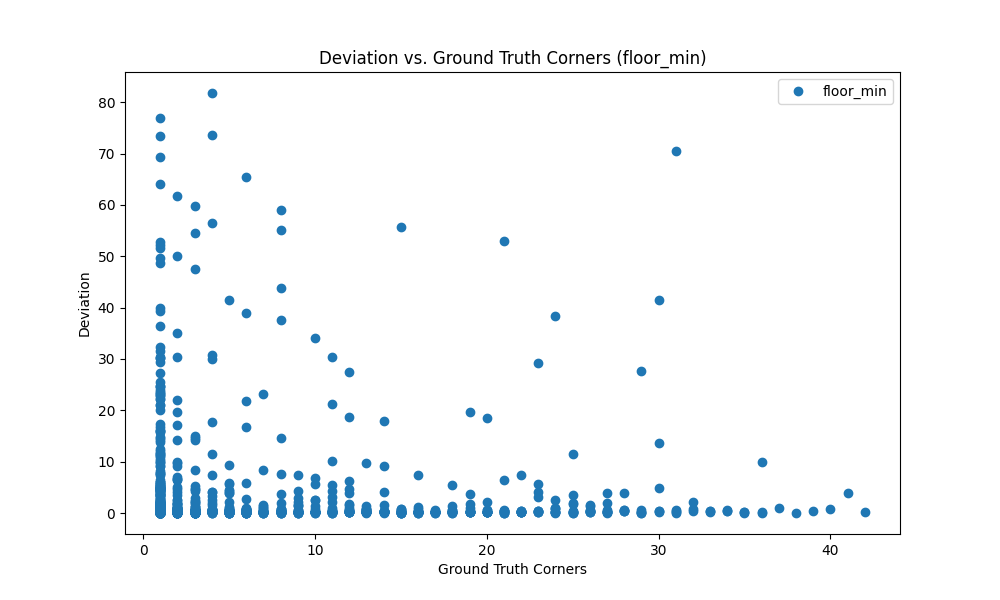 Deviation vs. Ground Truth Corners (floor_min)
floor_min
80
70
60
50
40
30
20
10
0
Deviation
0 10 20 30 40
Ground Truth Corners